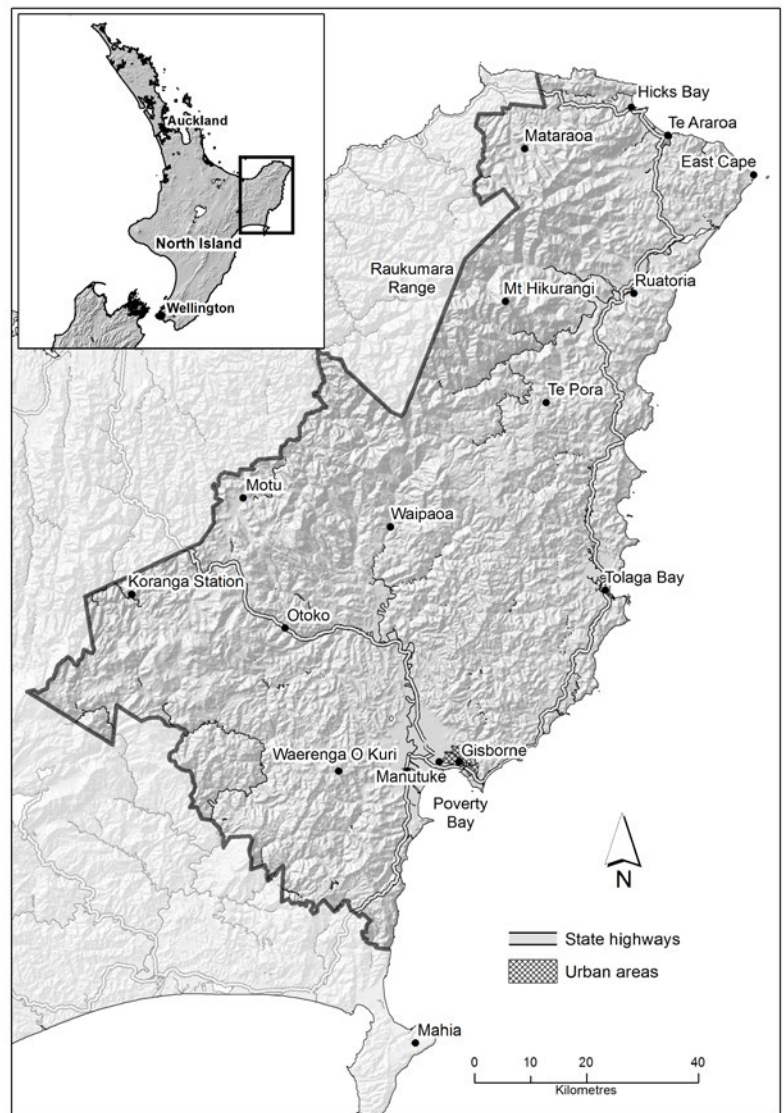 Auckland
North Island
Wellington
Hicks Bay
Te Araroa
Mataraoa
East Cape
Raukumara
Range
Mt Hikurangi
Ruatoria
Te Pora
Motu
Waipaoa
Koranga Station
Tolaga Bay
Otoko
Waerenga O Kuri
Gisborne
Manutuke
Poverty
Bay
N
State highways
Urban areas
Mahia
0 10 20 40
Kilometres